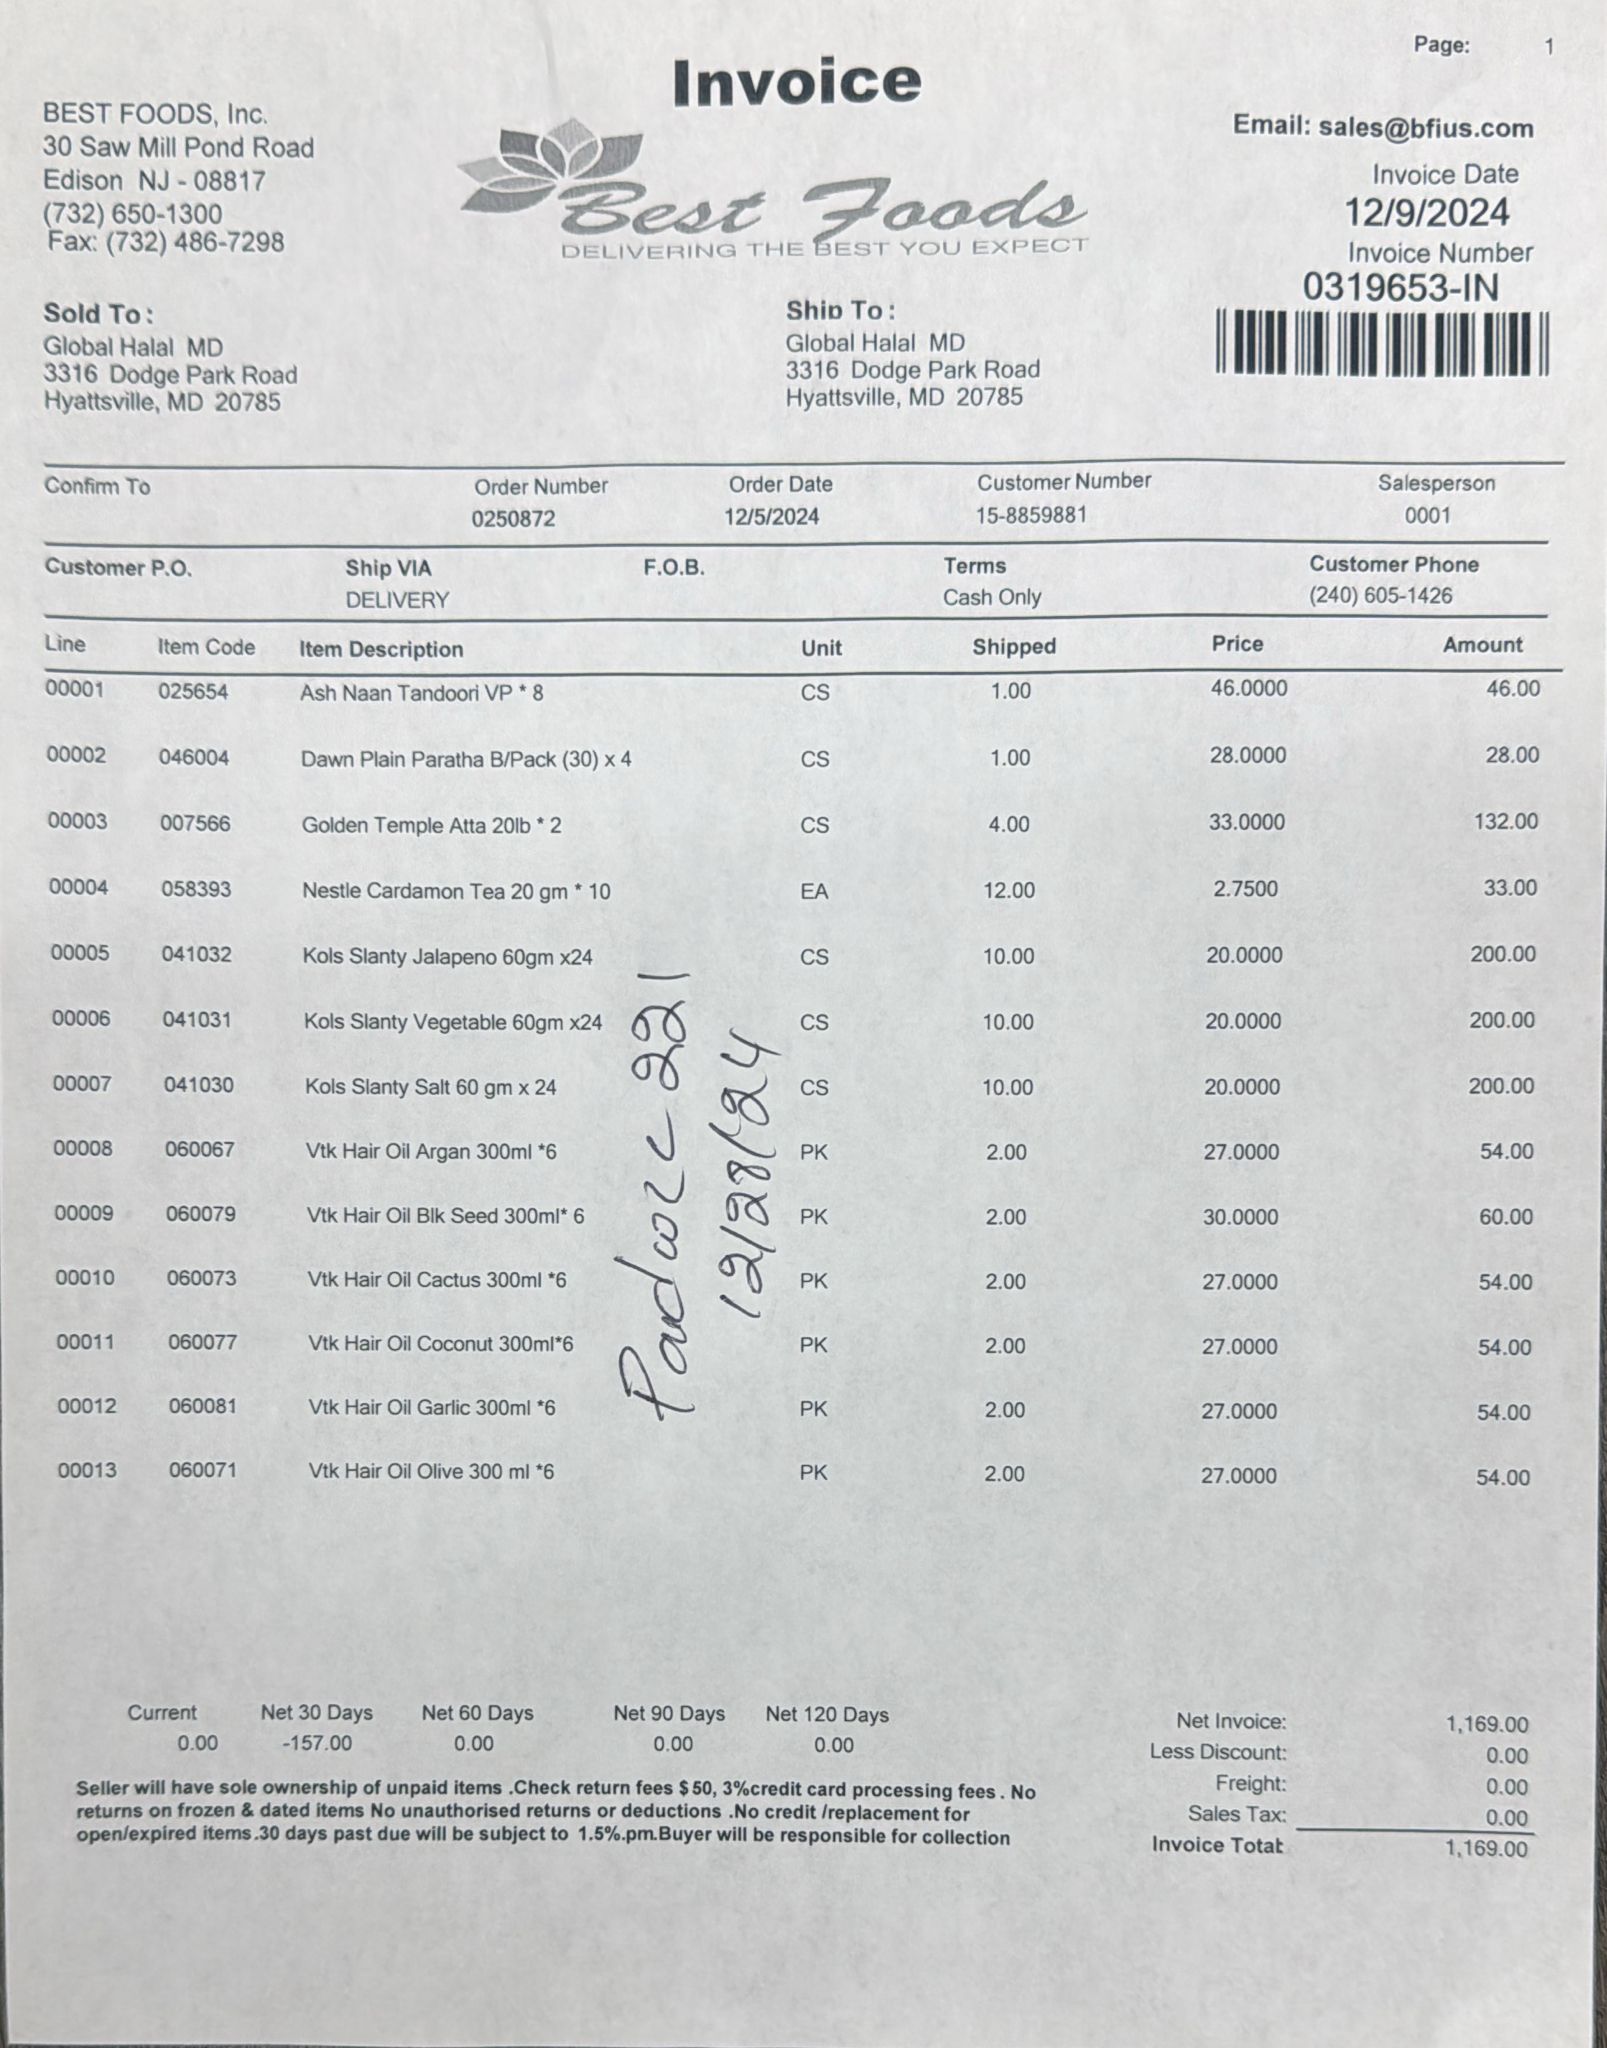 Page: 1
Invoice
BEST FOODS, Inc.
30 Saw Mill Pond Road
Edison NJ - 08817
(732) 650-1300
Fax: (732) 486-7298
Best Foods
DELIVERING THE BEST YOU EXPECT
Email: sales@bfius.com
Invoice Date
12/9/2024
Invoice Number
0319653-IN
Sold To :
Global Halal MD
3316 Dodge Park Road
Hyattsville, MD 20785
Ship To :
Global Halal MD
3316 Dodge Park Road
Hyattsville, MD 20785
Confirm To Order Number Order Date Customer Number Salesperson
0250872 12/5/2024 15-8859881 0001
Customer P.O. Ship VIA F.O.B. Terms Customer Phone
DELIVERY Cash Only (240) 605-1426
Line Item Code Item Description Unit Shipped Price Amount
00001 025654 Ash Naan Tandoori VP * 8 CS 1.00 46.0000 46.00
00002 046004 Dawn Plain Paratha B/Pack (30) x 4 CS 1.00 28.0000 28.00
00003 007566 Golden Temple Atta 20lb * 2 CS 4.00 33.0000 132.00
00004 058393 Nestle Cardamon Tea 20 gm * 10 EA 12.00 2.7500 33.00
00005 041032 Kols Slanty Jalapeno 60gm x24 CS 10.00 20.0000 200.00
00006 041031 Kols Slanty Vegetable 60gm x24 CS 10.00 20.0000 200.00
00007 041030 Kols Slanty Salt 60 gm x 24 CS 10.00 20.0000 200.00
00008 060067 Vtk Hair Oil Argan 300ml *6 PK 2.00 27.0000 54.00
00009 060079 Vtk Hair Oil Blk Seed 300ml* 6 PK 2.00 30.0000 60.00
00010 060073 Vtk Hair Oil Cactus 300ml *6 PK 2.00 27.0000 54.00
00011 060077 Vtk Hair Oil Coconut 300ml*6 PK 2.00 27.0000 54.00
00012 060081 Vtk Hair Oil Garlic 300ml *6 PK 2.00 27.0000 54.00
00013 060071 Vtk Hair Oil Olive 300 ml *6 PK 2.00 27.0000 54.00
221
12/28/24
Current Net 30 Days Net 60 Days Net 90 Days Net 120 Days
0.00 -157.00 0.00 0.00 0.00
Seller will have sole ownership of unpaid items .Check return fees $50, 3%credit card processing fees . No
returns on frozen & dated items No unauthorised returns or deductions .No credit /replacement for
open/expired items.30 days past due will be subject to 1.5%.pm.Buyer will be responsible for collection
Net Invoice: 1,169.00
Less Discount: 0.00
Freight: 0.00
Sales Tax: 0.00
Invoice Total: 1,169.00